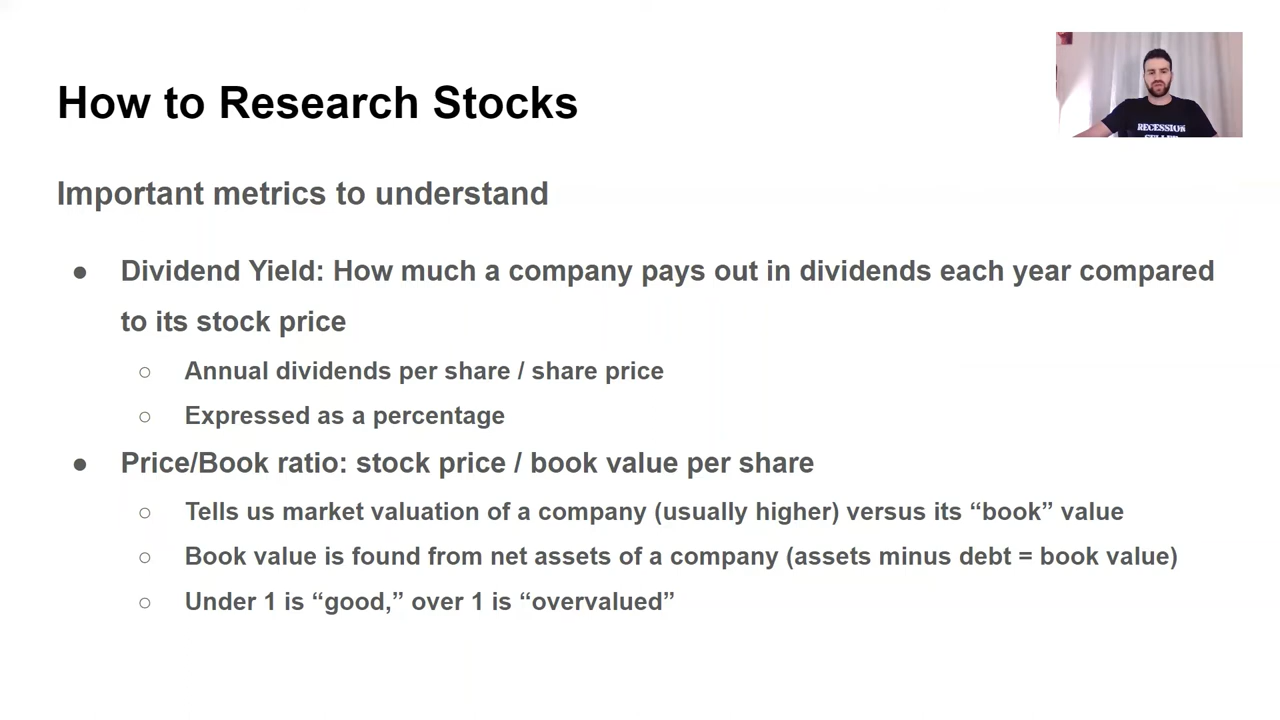 How to Research Stocks
RECESSION
Important metrics to understand
● Dividend Yield: How much a company pays out in dividends each year compared
to its stock price
○ Annual dividends per share / share price
○ Expressed as a percentage
● Price/Book ratio: stock price / book value per share
○ Tells us market valuation of a company (usually higher) versus its “book” value
○ Book value is found from net assets of a company (assets minus debt = book value)
○ Under 1 is “good,” over 1 is “overvalued”